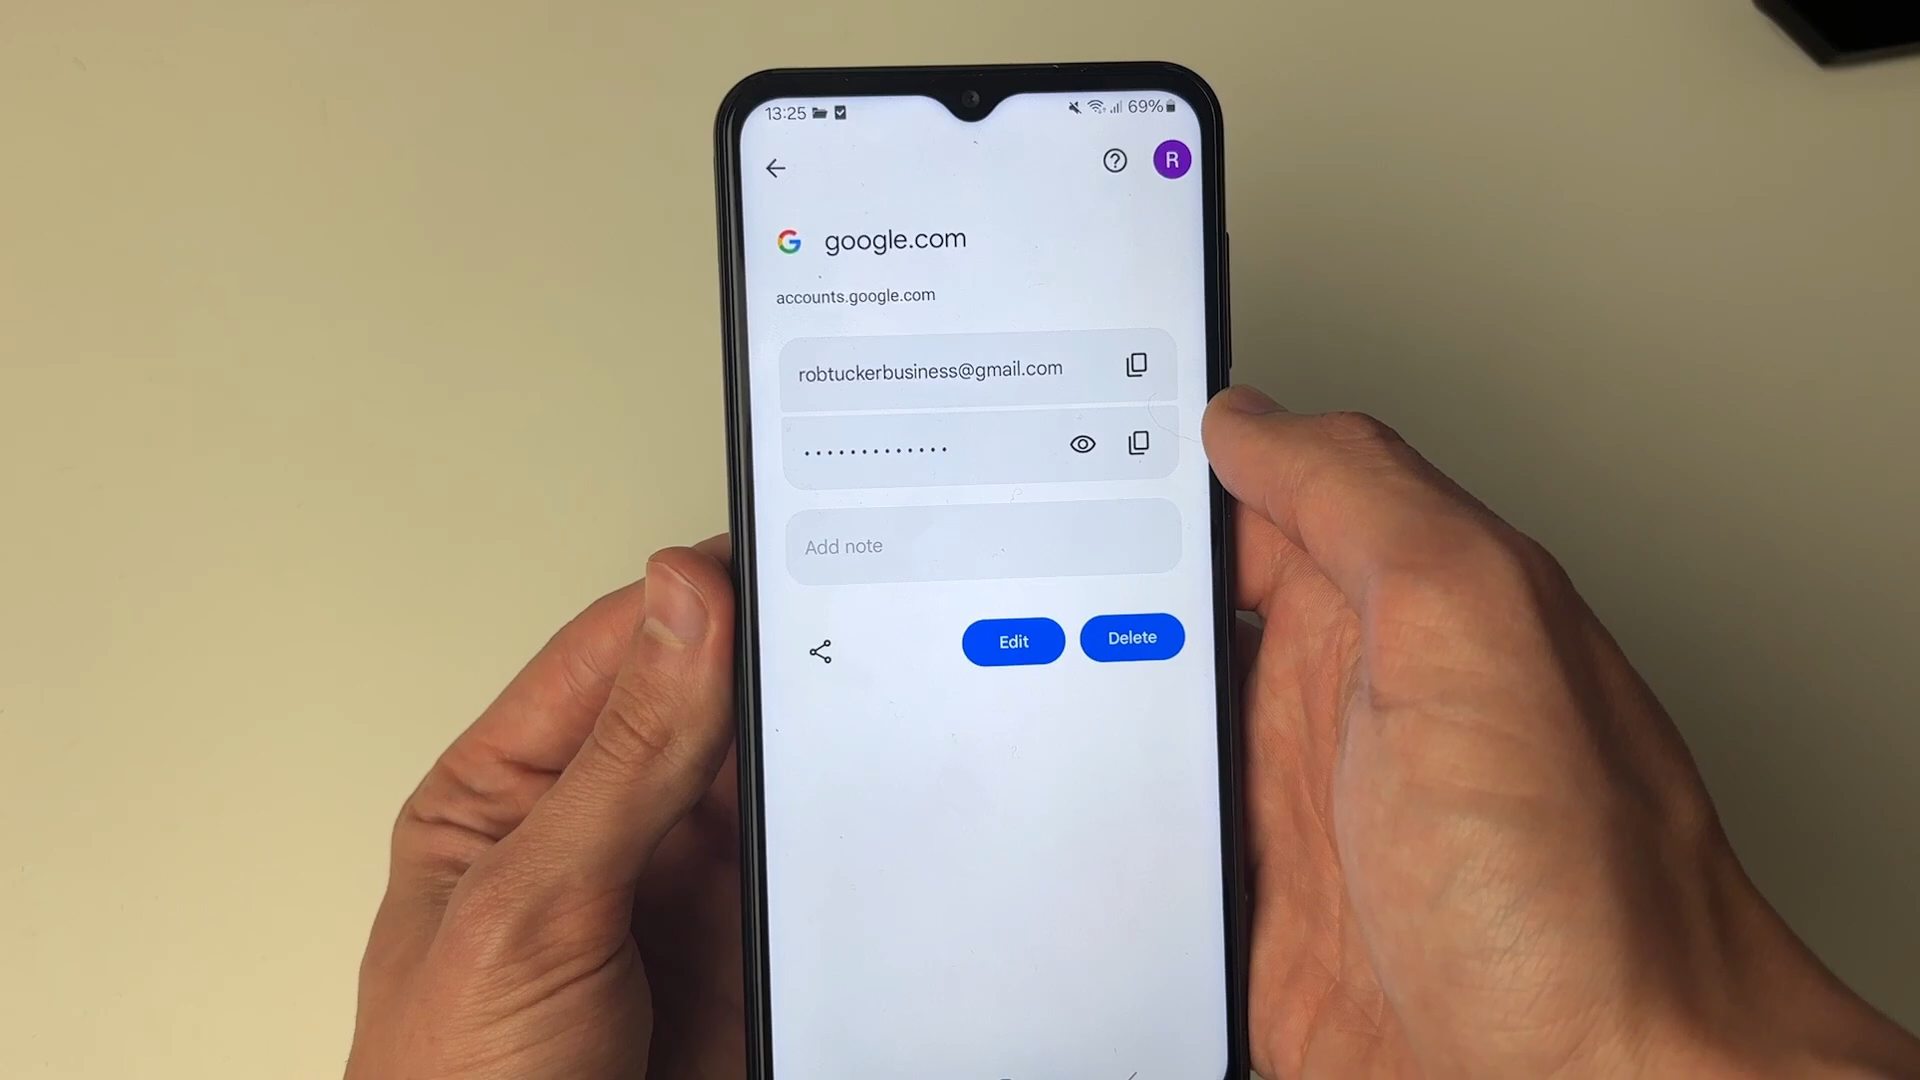 13:25 69%
R
google.com
accounts.google.com
robtuckerbusiness@gmail.com
•••••••••••••
Add note
Edit Delete